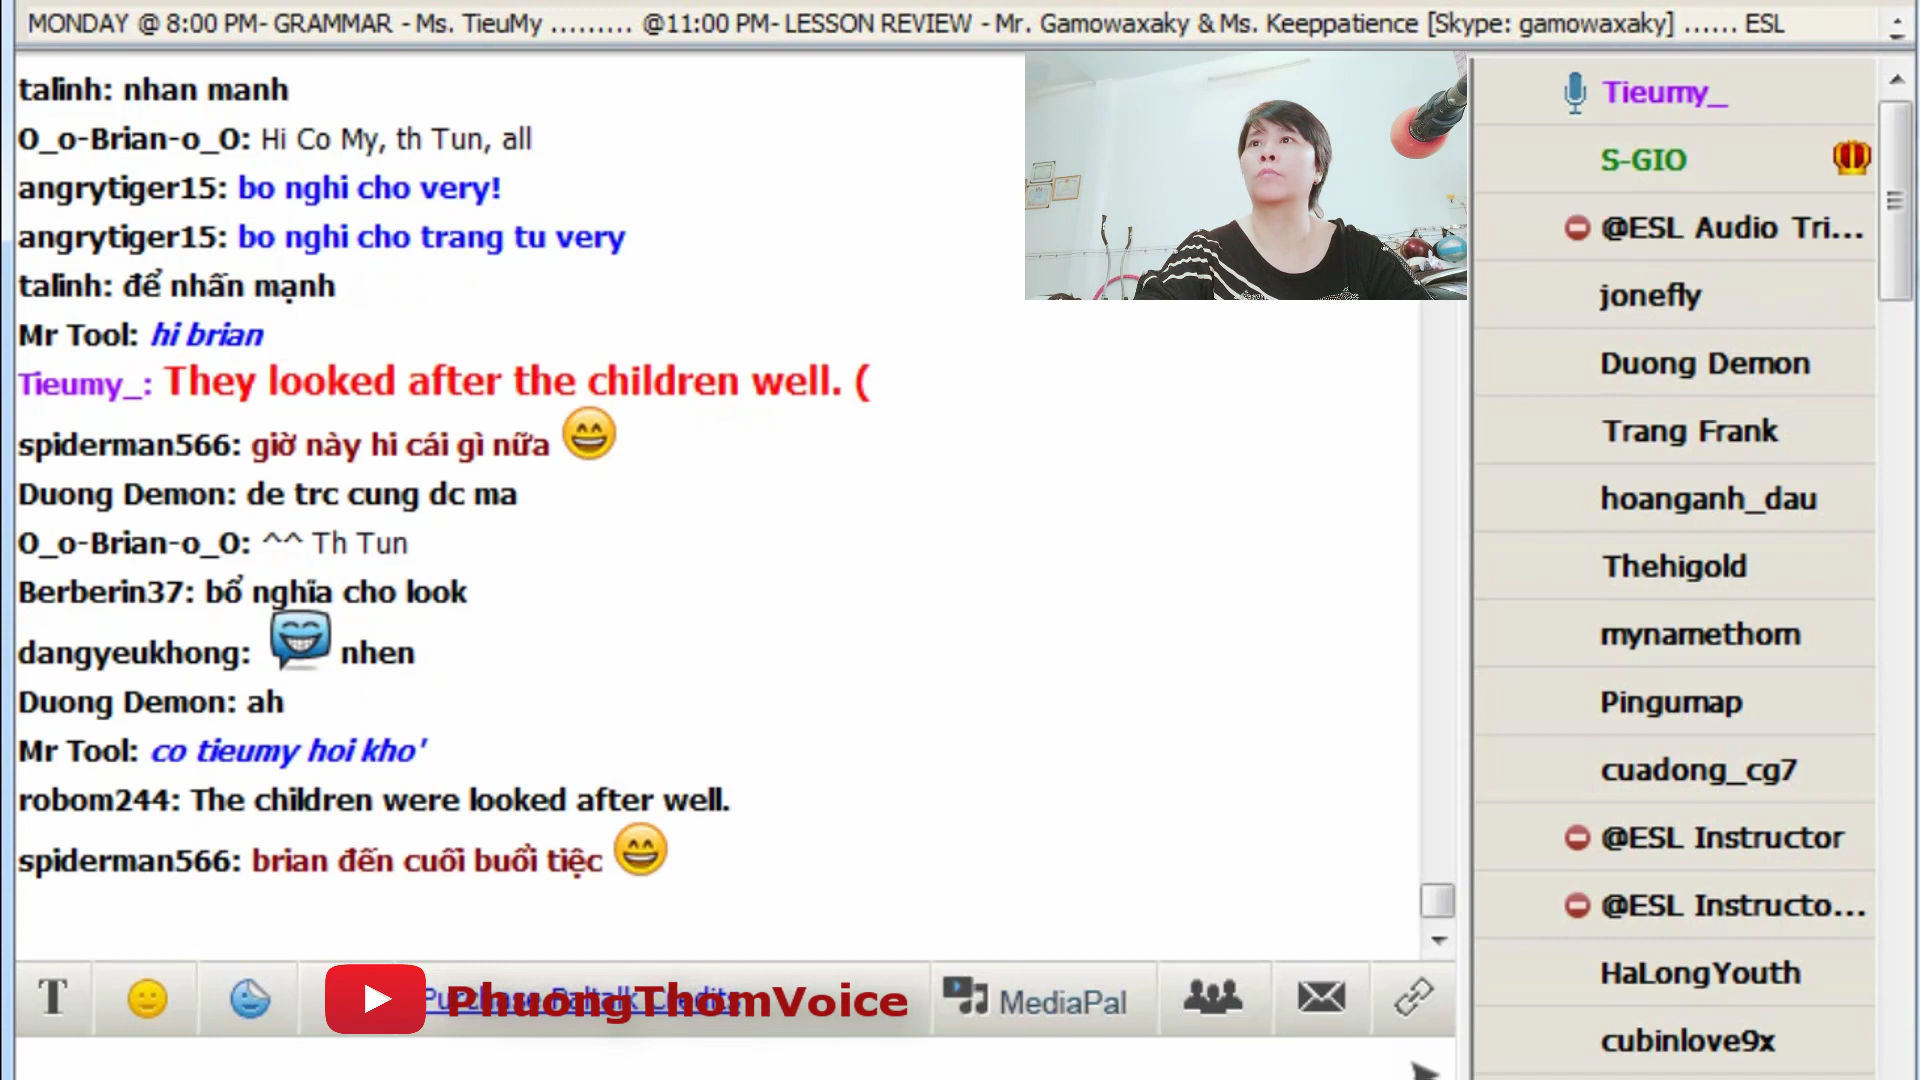 MONDAY @ 8:00 PM- GRAMMAR - Ms. TieuMy ......... @11:00 PM- LESSON REVIEW - Mr. Gamowaxaky & Ms. Keeppatience [Skype: gamowaxaky] ...... ESL
talinh: nhan manh
O_o-Brian-o_O: Hi Co My, th Tun, all
angrytiger15: bo nghi cho very!
angrytiger15: bo nghi cho trang tu very
talinh: để nhấn mạnh
Mr Tool: hi brian
Tieumy_: They looked after the children well. (
spiderman566: giờ này hi cái gì nữa
Duong Demon: de trc cung dc ma
O_o-Brian-o_O: ^^ Th Tun
Berberin37: bổ nghĩa cho look
dangyeukhong: nhen
Duong Demon: ah
Mr Tool: co tieumy hoi kho'
robom244: The children were looked after well.
spiderman566: brian đến cuối buổi tiệc
T
Purchase Paltalk Credits
PhuongThomVoice
MediaPal
Tieumy_
S-GIO
@ESL Audio Tri...
jonefly
Duong Demon
Trang Frank
hoanganh_dau
Thehigold
mynamethom
Pingumap
cuadong_cg7
@ESL Instructor
@ESL Instructo...
HaLongYouth
cubinlove9x